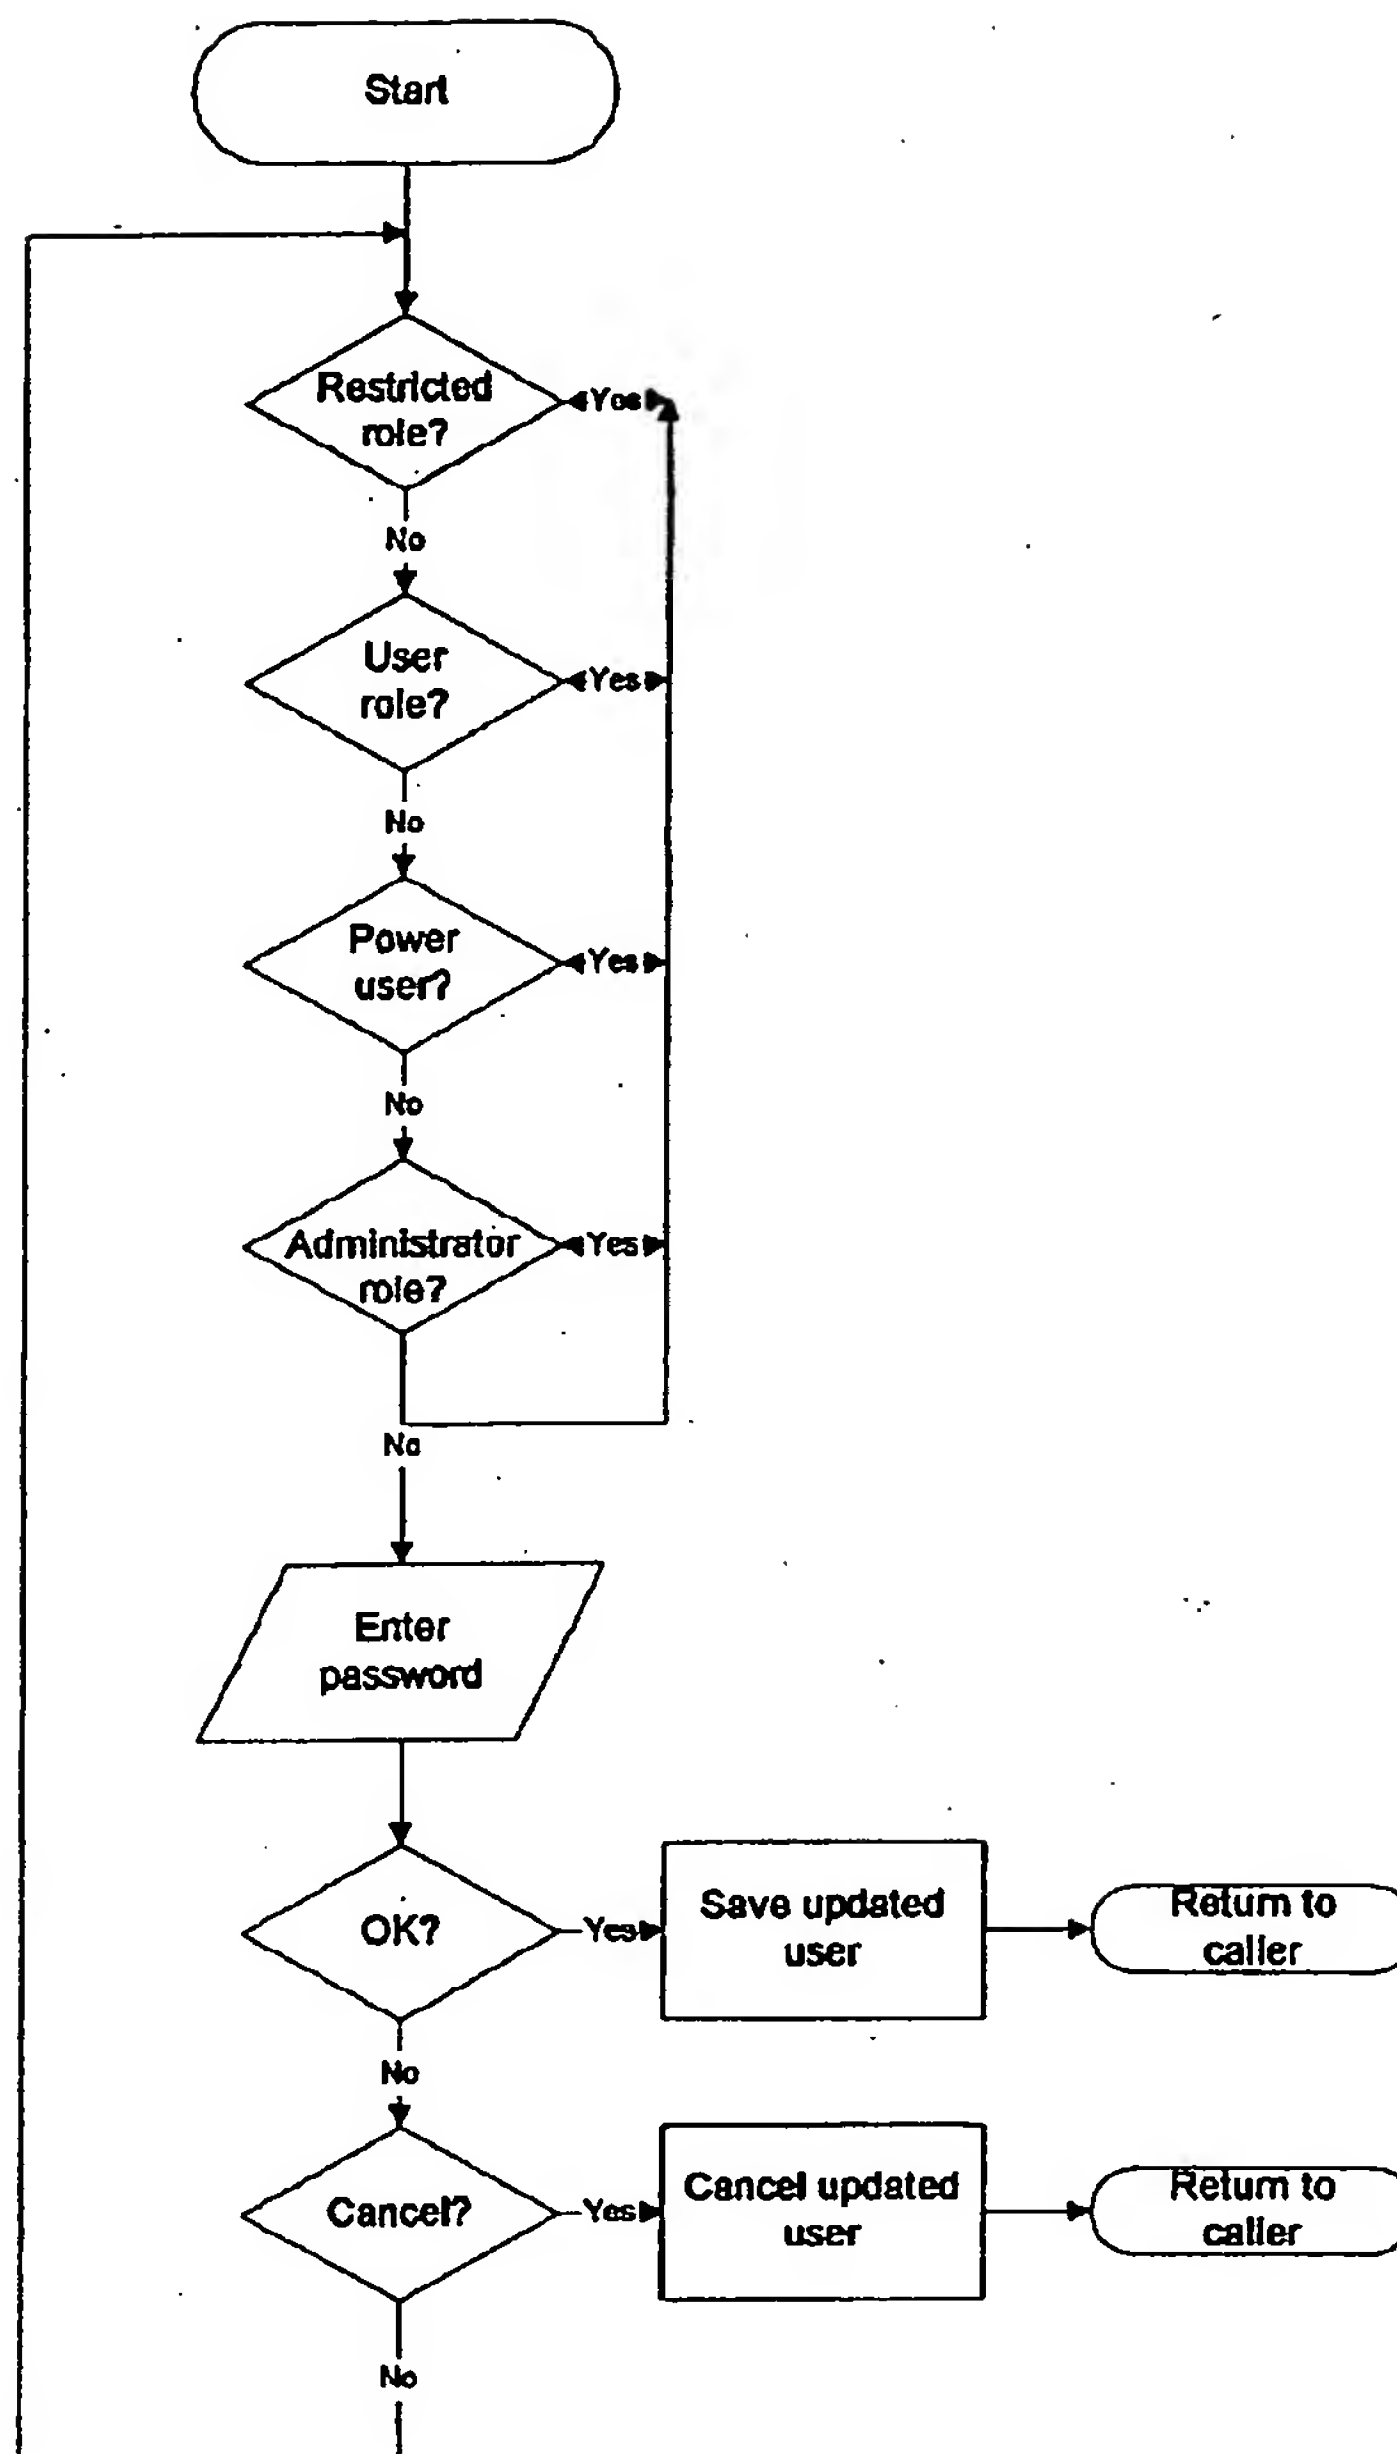 Start
Restricted
role?
Yes
No
User
role?
Yes
No
Power
user?
Yes
No
Administrator
role?
Yes
No
Enter
password
OK?
Yes
Save updated
user
Return to
caller
No
Cancel?
Yes
Cancel updated
user
Return to
caller
No